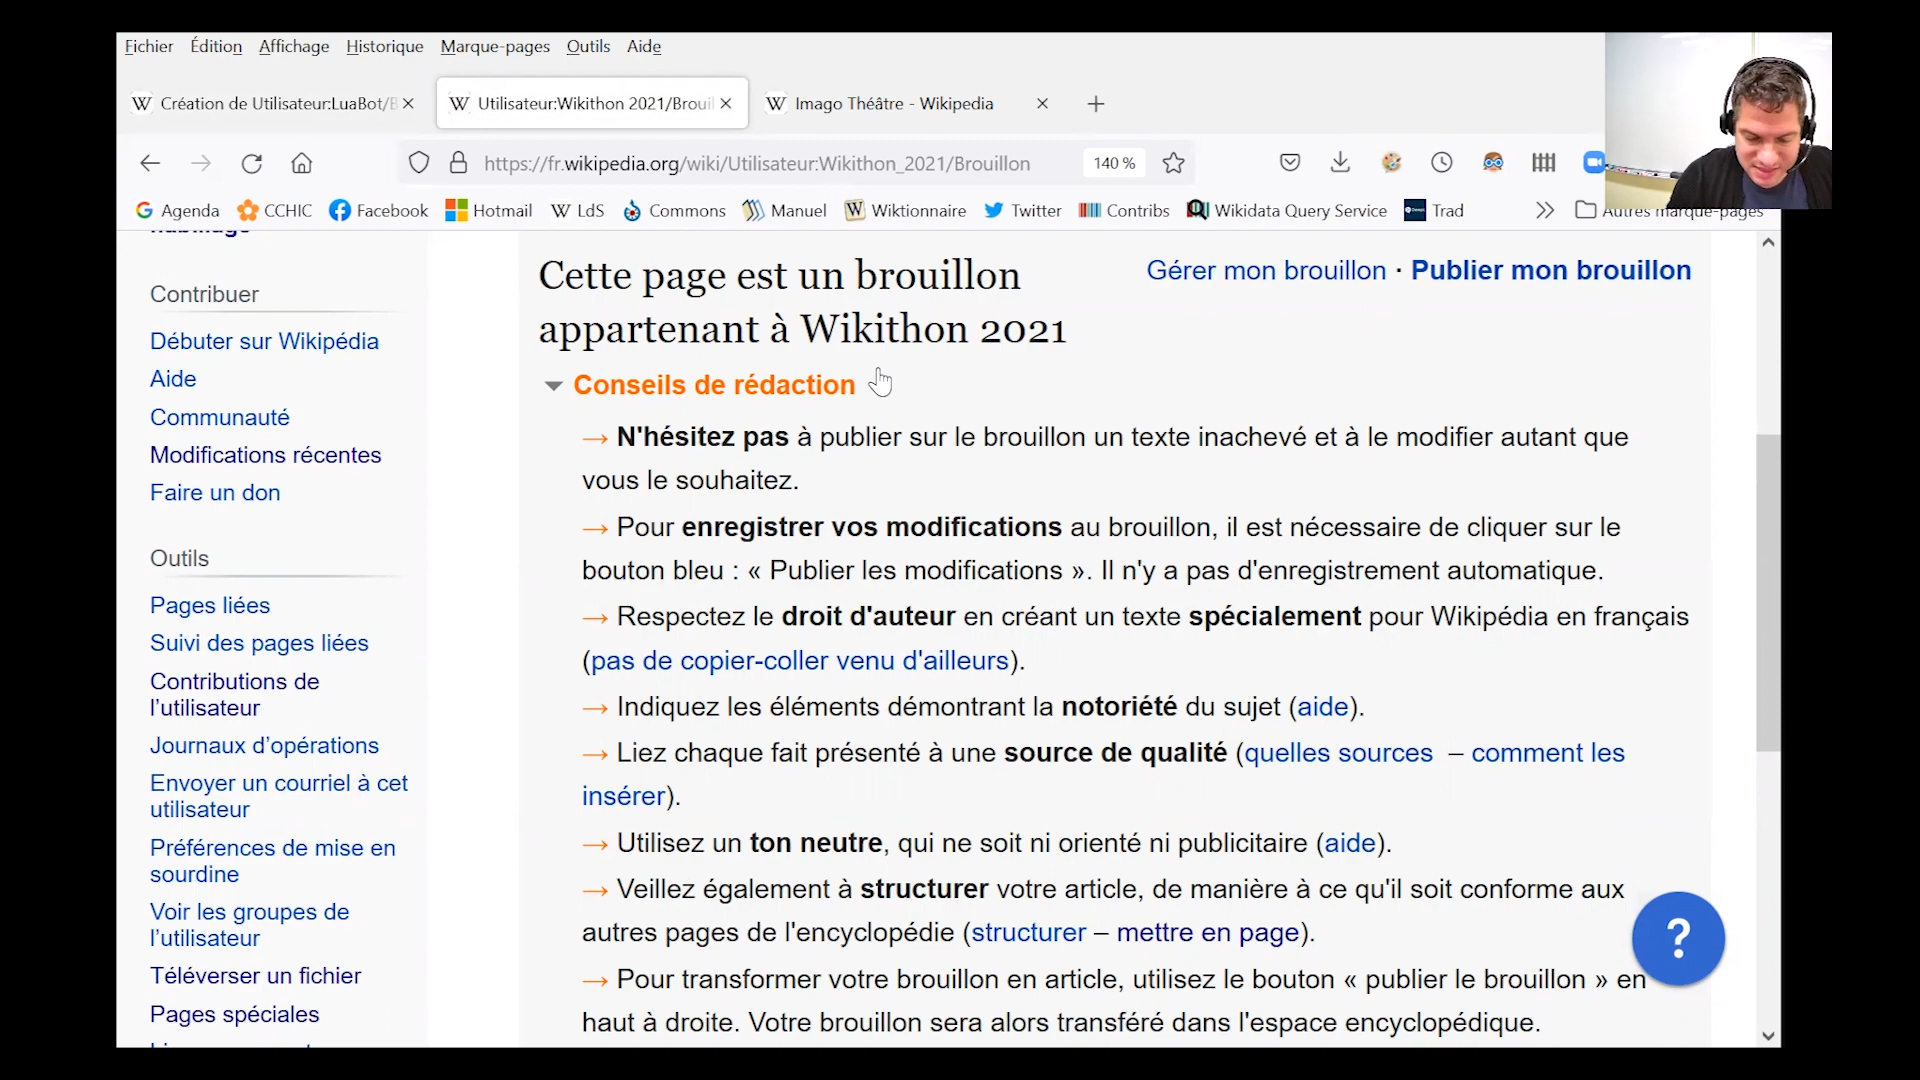 Fichier Édition Affichage Historique Marque-pages Outils Aide
Création de Utilisateur:LuaBot/B
Utilisateur:Wikithon 2021/Brouil
Imago Théâtre - Wikipedia
https://fr.wikipedia.org/wiki/Utilisateur:Wikithon_2021/Brouillon
140 %
Agenda CCHIC Facebook Hotmail LdS Commons Manuel Wiktionnaire Twitter Contribs Wikidata Query Service Trad Autres marque-pages
Contribuer
Débuter sur Wikipédia
Aide
Communauté
Modifications récentes
Faire un don
Outils
Pages liées
Suivi des pages liées
Contributions de
l’utilisateur
Journaux d’opérations
Envoyer un courriel à cet
utilisateur
Préférences de mise en
sourdine
Voir les groupes de
l’utilisateur
Téléverser un fichier
Pages spéciales
Cette page est un brouillon
appartenant à Wikithon 2021
Gérer mon brouillon · Publier mon brouillon
Conseils de rédaction
→ N'hésitez pas à publier sur le brouillon un texte inachevé et à le modifier autant que
vous le souhaitez.
→ Pour enregistrer vos modifications au brouillon, il est nécessaire de cliquer sur le
bouton bleu : « Publier les modifications ». Il n'y a pas d'enregistrement automatique.
→ Respectez le droit d'auteur en créant un texte spécialement pour Wikipédia en français
(pas de copier-coller venu d'ailleurs).
→ Indiquez les éléments démontrant la notoriété du sujet (aide).
→ Liez chaque fait présenté à une source de qualité (quelles sources – comment les
insérer).
→ Utilisez un ton neutre, qui ne soit ni orienté ni publicitaire (aide).
→ Veillez également à structurer votre article, de manière à ce qu'il soit conforme aux
autres pages de l'encyclopédie (structurer – mettre en page).
→ Pour transformer votre brouillon en article, utilisez le bouton « publier le brouillon » en
haut à droite. Votre brouillon sera alors transféré dans l'espace encyclopédique.
?